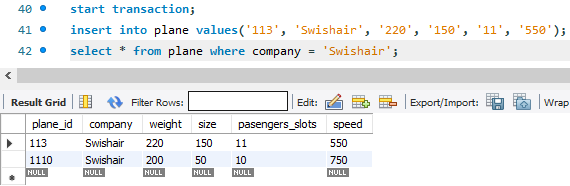 40 start transaction;
41 insert into plane values('113', 'Swishair', '220', '150', '11', '550');
42 select * from plane where company = 'Swishair';
Result Grid Filter Rows: Edit: Export/Import: Wrap
plane_id company weight size pasengers_slots speed
113 Swishair 220 150 11 550
1110 Swishair 200 50 10 750
NULL NULL NULL NULL NULL NULL